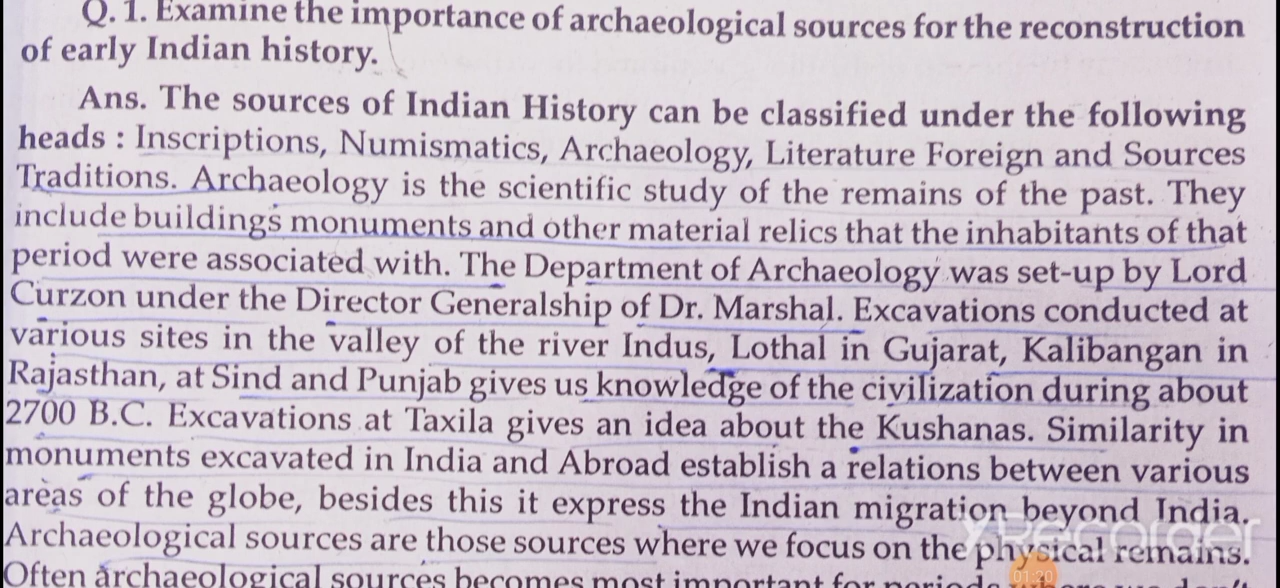 Q. 1. Examine the importance of archaeological sources for the reconstruction
of early Indian history.
Ans. The sources of Indian History can be classified under the following
heads : Inscriptions, Numismatics, Archaeology, Literature Foreign and Sources
Traditions. Archaeology is the scientific study of the remains of the past. They
include buildings monuments and other material relics that the inhabitants of that
period were associated with. The Department of Archaeology was set-up by Lord
Curzon under the Director Generalship of Dr. Marshal. Excavations conducted at
various sites in the valley of the river Indus, Lothal in Gujarat, Kalibangan in
Rajasthan, at Sind and Punjab gives us knowledge of the civilization during about
2700 B.C. Excavations at Taxila gives an idea about the Kushanas. Similarity in
monuments excavated in India and Abroad establish a relations between various
areas of the globe, besides this it express the Indian migration beyond India.
Archaeological sources are those sources where we focus on the physical remains.
XRecorder
01:20
Often archaeological sources becomes most important for periods